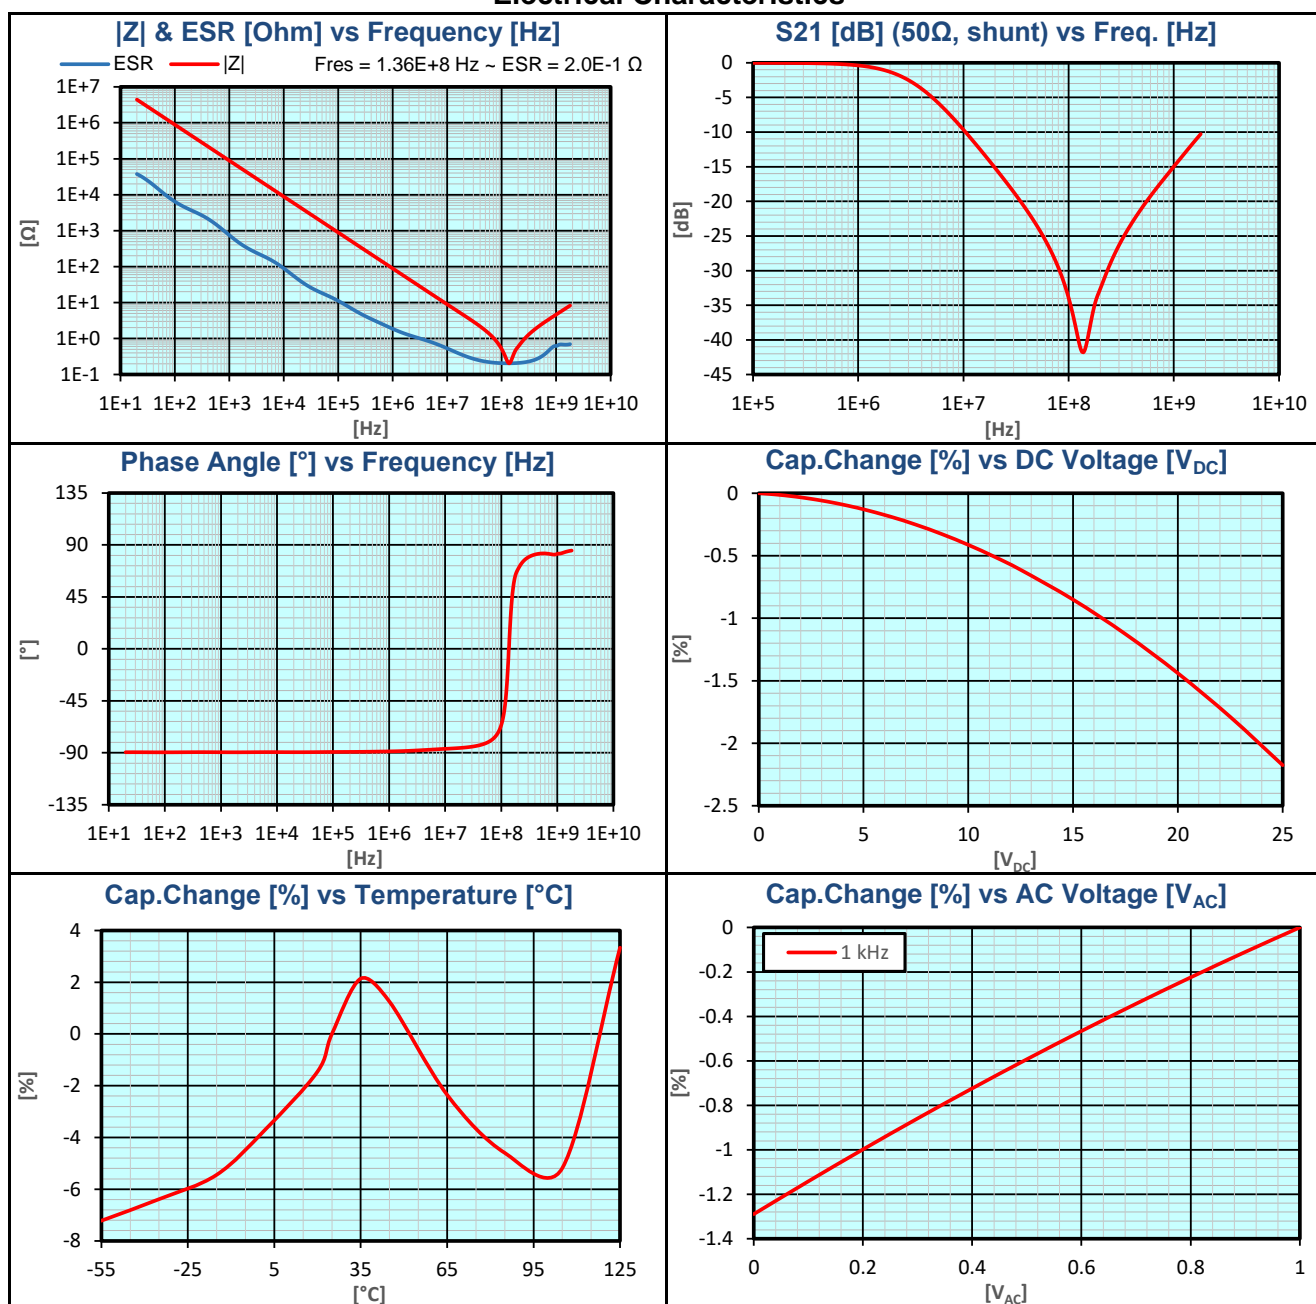 Electrical Characteristics
|Z| & ESR [Ohm] vs Frequency [Hz]
ESR |Z| Fres = 1.36E+8 Hz ~ ESR = 2.0E-1 Ω
1E+7
1E+6
1E+5
1E+4
1E+3
1E+2
1E+1
1E+0
1E-1
[Ω]
1E+1 1E+2 1E+3 1E+4 1E+5 1E+6 1E+7 1E+8 1E+9 1E+10
[Hz]
S21 [dB] (50Ω, shunt) vs Freq. [Hz]
0
-5
-10
-15
-20
-25
-30
-35
-40
-45
[dB]
1E+5 1E+6 1E+7 1E+8 1E+9 1E+10
[Hz]
Phase Angle [°] vs Frequency [Hz]
135
90
45
0
-45
-90
-135
[°]
1E+1 1E+2 1E+3 1E+4 1E+5 1E+6 1E+7 1E+8 1E+9 1E+10
[Hz]
Cap.Change [%] vs DC Voltage [VDC]
0
-0.5
-1
-1.5
-2
-2.5
[%]
0 5 10 15 20 25
[VDC]
Cap.Change [%] vs Temperature [°C]
4
2
0
-2
-4
-6
-8
[%]
-55 -25 5 35 65 95 125
[°C]
Cap.Change [%] vs AC Voltage [VAC]
1 kHz
0
-0.2
-0.4
-0.6
-0.8
-1
-1.2
-1.4
[%]
0 0.2 0.4 0.6 0.8 1
[VAC]